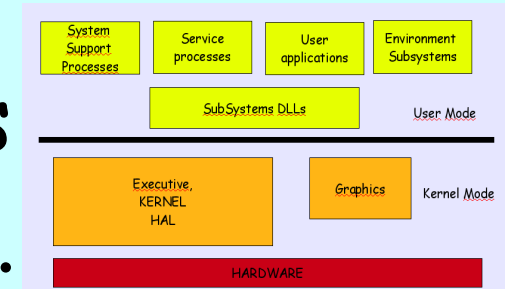 System
Support
Processes
Service
processes
User
applications
Environment
Subsystems
SubSystems DLLs
User Mode
Executive,
KERNEL
HAL
Graphics
Kernel Mode
HARDWARE